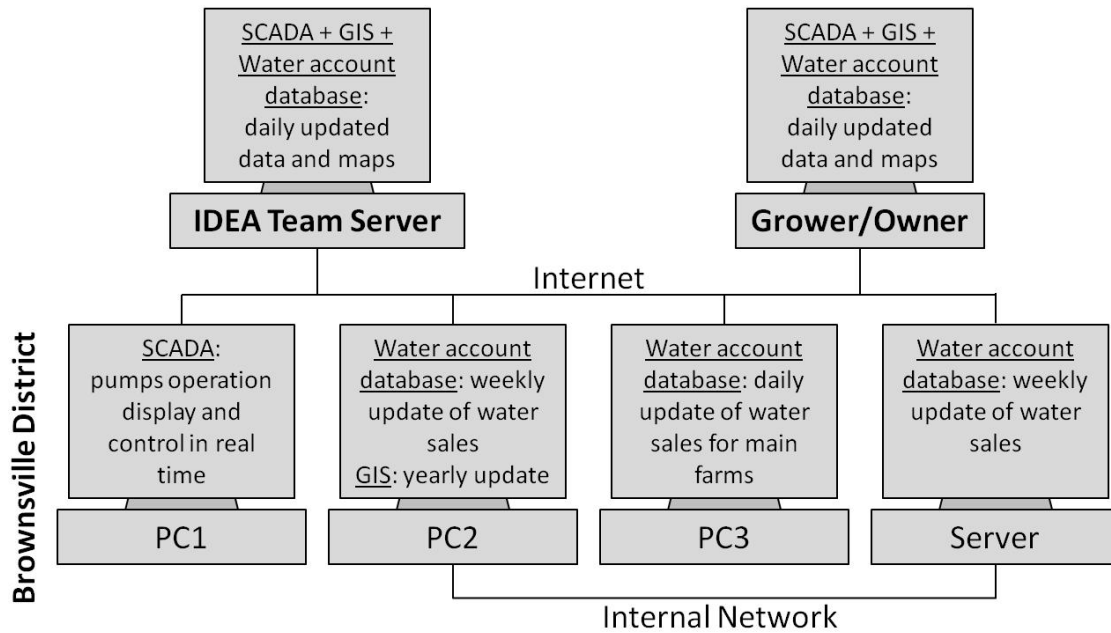 SCADA + GIS +
Water account
database:
daily updated
data and maps
IDEA Team Server
SCADA + GIS +
Water account
database:
daily updated
data and maps
Grower/Owner
Internet
Brownsville District
SCADA:
pumps operation
display and
control in real
time
PC1
Water account
database: weekly
update of water
sales
GIS: yearly update
PC2
Water account
database: daily
update of water
sales for main
farms
PC3
Water account
database: weekly
update of water
sales
Server
Internal Network